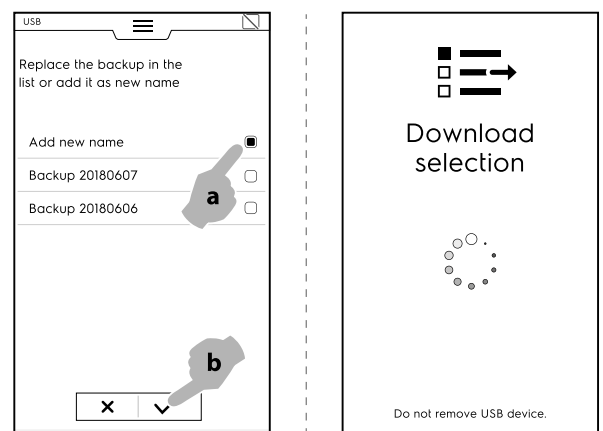 USB
Replace the backup in the
list or add it as new name
Add new name
Backup 20180607
Backup 20180606
a
b
Download
selection
Do not remove USB device.